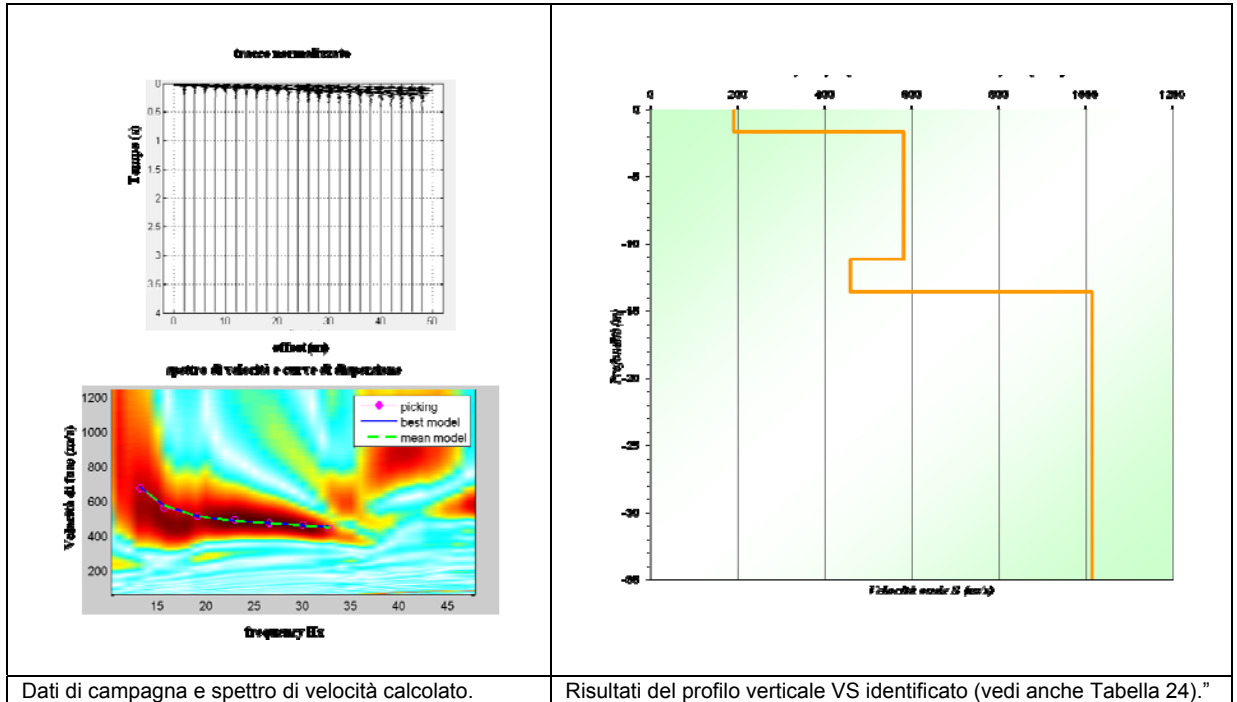 tracce normalizzate
0
0.5
1
1.5
2
2.5
3
3.5
4
Tempo (s)
0 10 20 30 40 50
offset (m)
spettro di velocità e curve di dispersione
1200
1000
800
600
400
200
Velocità di fase (m/s)
picking
best model
mean model
15 20 25 30 35 40 45
frequency Hz
Dati di campagna e spettro di velocità calcolato.
0 200 400 600 800 1000 1200
0
-5
-10
-15
-20
-25
-30
-35
Profondità (m)
Velocità onde S (m/s)
Risultati del profilo verticale VS identificato (vedi anche Tabella 24).”